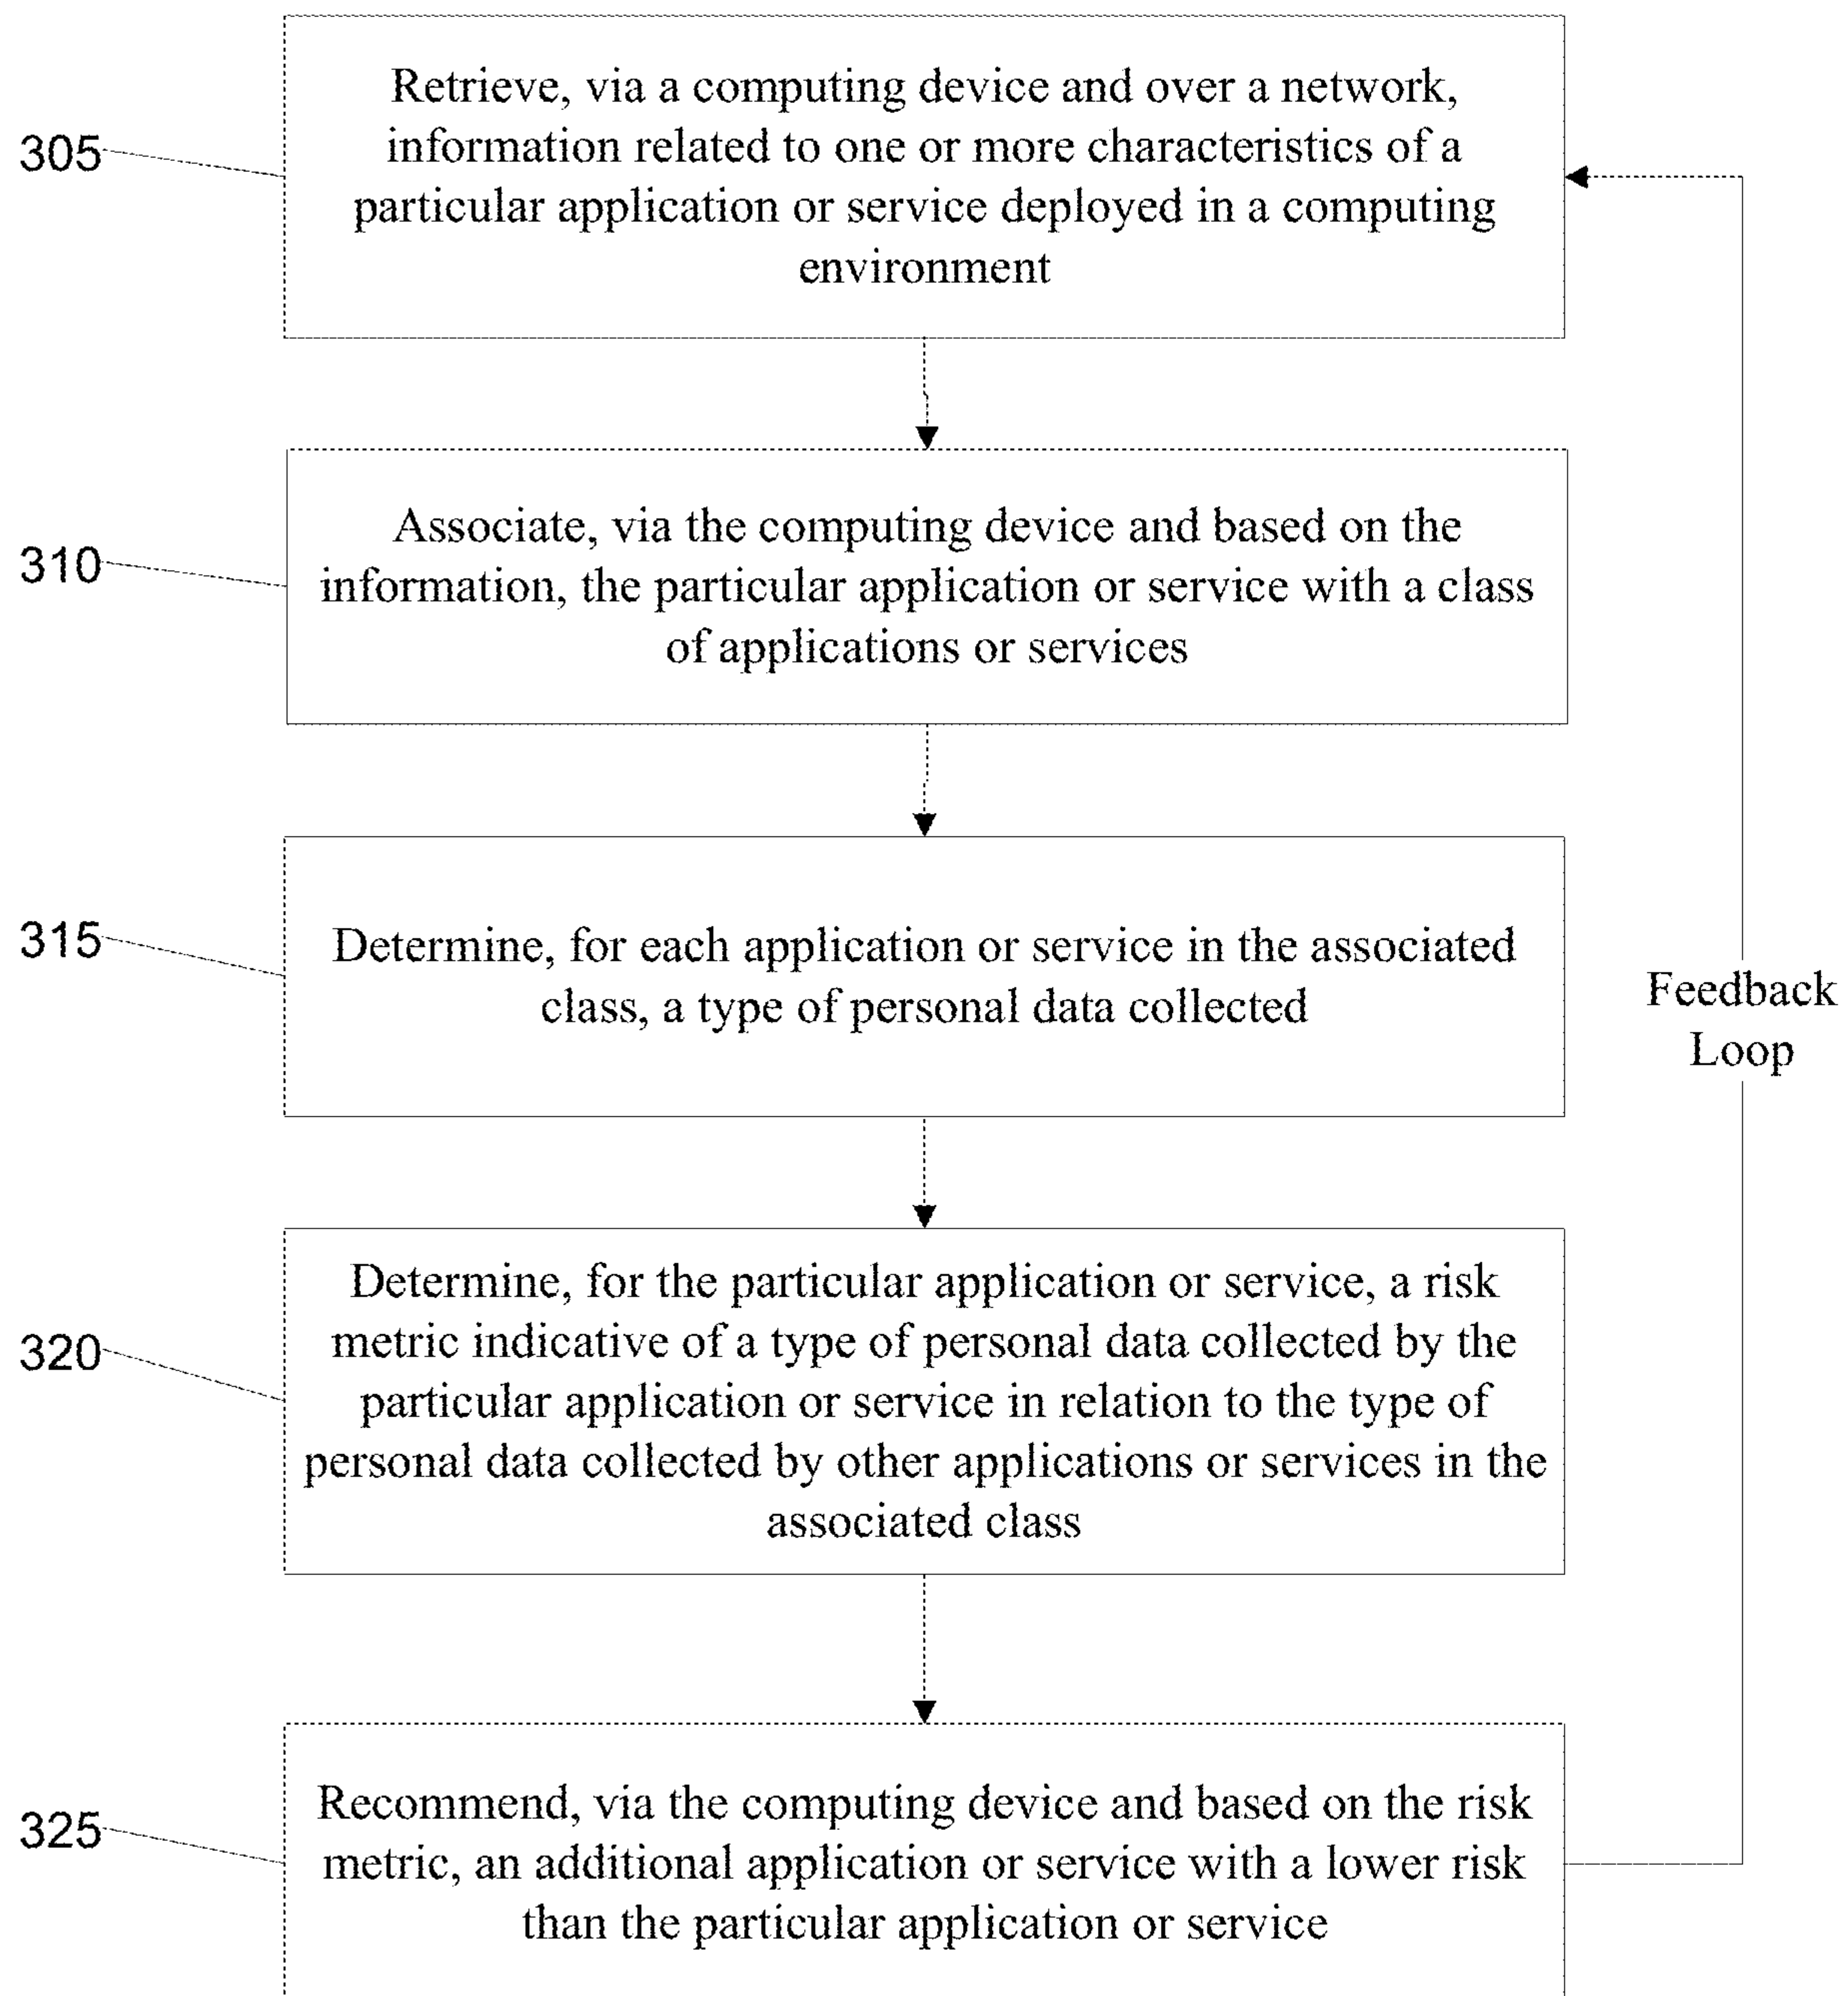 305
Retrieve, via a computing device and over a network,
information related to one or more characteristics of a
particular application or service deployed in a computing
environment
310
Associate, via the computing device and based on the
information, the particular application or service with a class
of applications or services
315
Determine, for each application or service in the associated
class, a type of personal data collected
Feedback
Loop
320
Determine, for the particular application or service, a risk
metric indicative of a type of personal data collected by the
particular application or service in relation to the type of
personal data collected by other applications or services in the
associated class
325
Recommend, via the computing device and based on the risk
metric, an additional application or service with a lower risk
than the particular application or service